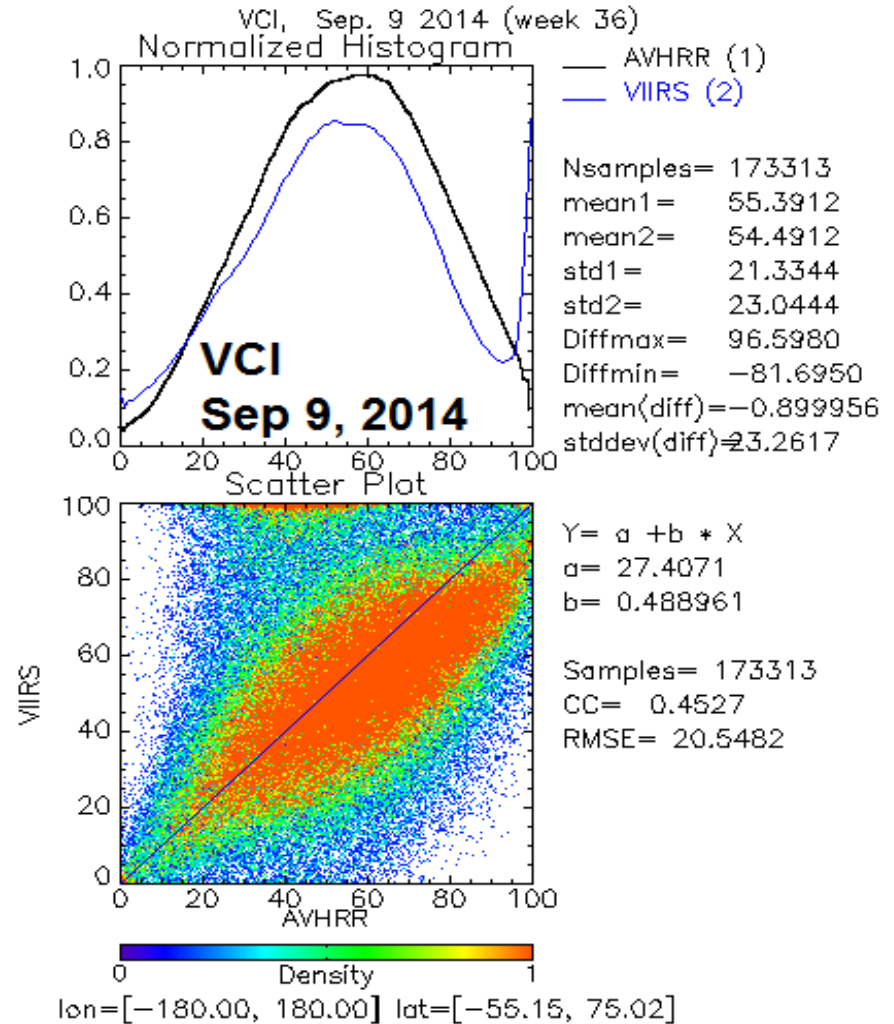 VCI, Sep. 9 2014 (week 36)
Normalized Histogram
AVHRR (1)
VIIRS (2)
1.0
0.8
0.6
0.4
0.2
0.0
0 20 40 60 80 100
VCI
Sep 9, 2014
Nsamples= 173313
mean1= 55.3912
mean2= 54.4912
std1= 21.3344
std2= 23.0444
Diffmax= 96.5980
Diffmin= -81.6950
mean(diff)=-0.899956
stddev(diff)=23.2617
Scatter Plot
100
80
60
40
20
0
VIIRS
0 20 40 60 80 100
AVHRR
Y= a +b * X
a= 27.4071
b= 0.488961
Samples= 173313
CC= 0.4527
RMSE= 20.5482
0 Density 1
lon=[-180.00, 180.00] lat=[-55.15, 75.02]